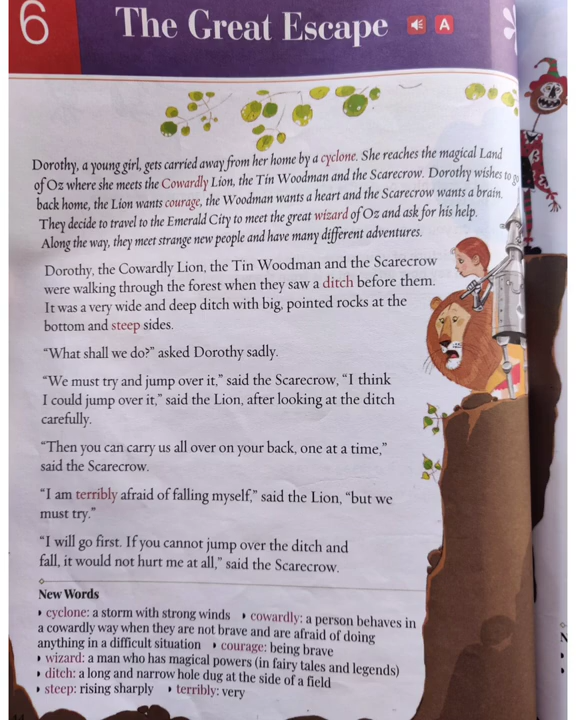 6
The Great Escape
A
Dorothy, a young girl, gets carried away from her home by a cyclone. She reaches the magical Land
of Oz where she meets the Cowardly Lion, the Tin Woodman and the Scarecrow. Dorothy wishes to go
back home, the Lion wants courage, the Woodman wants a heart and the Scarecrow wants a brain.
They decide to travel to the Emerald City to meet the great wizard of Oz and ask for his help.
Along the way, they meet strange new people and have many different adventures.
Dorothy, the Cowardly Lion, the Tin Woodman and the Scarecrow
were walking through the forest when they saw a ditch before them.
It was a very wide and deep ditch with big, pointed rocks at the
bottom and steep sides.
“What shall we do?” asked Dorothy sadly.
“We must try and jump over it,” said the Scarecrow, “I think
I could jump over it,” said the Lion, after looking at the ditch
carefully.
“Then you can carry us all over on your back, one at a time,”
said the Scarecrow.
“I am terribly afraid of falling myself,” said the Lion, “but we
must try.”
“I will go first. If you cannot jump over the ditch and
fall, it would not hurt me at all,” said the Scarecrow.
New Words
• cyclone: a storm with strong winds • cowardly: a person behaves in
a cowardly way when they are not brave and are afraid of doing
anything in a difficult situation • courage: being brave
• wizard: a man who has magical powers (in fairy tales and legends)
• ditch: a long and narrow hole dug at the side of a field
• steep: rising sharply • terribly: very